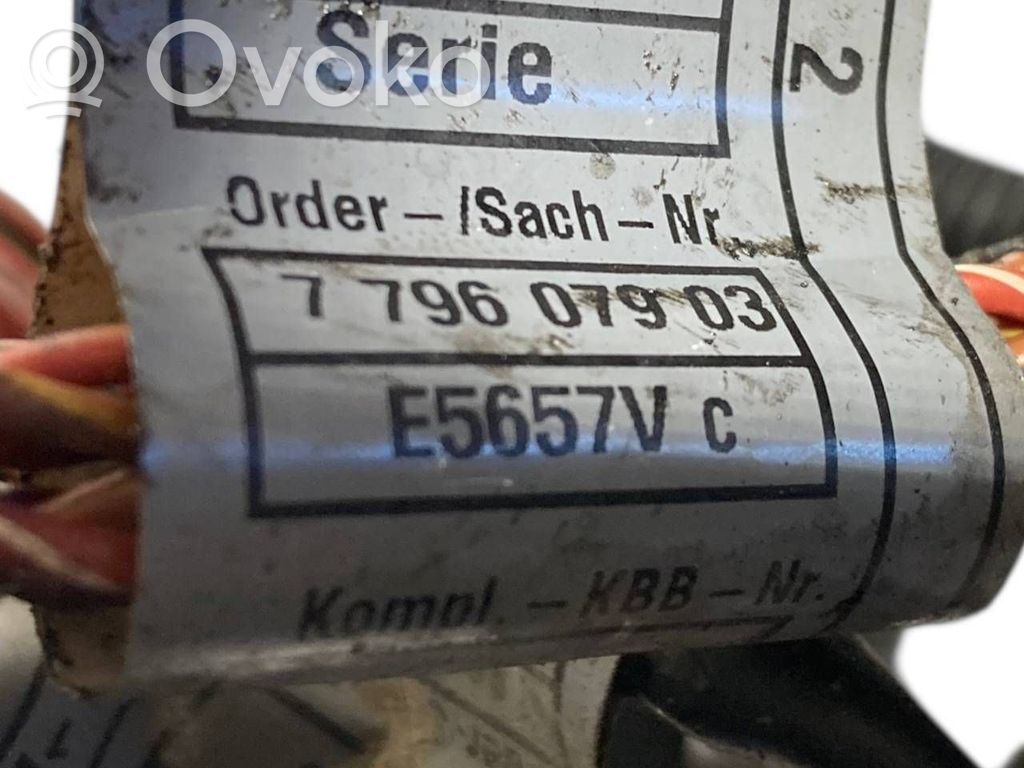 Ovoko
Serie
2
Order-/Sach-Nr.
7 796 079 03
E5657V C
Kompl.-KBB-Nr.